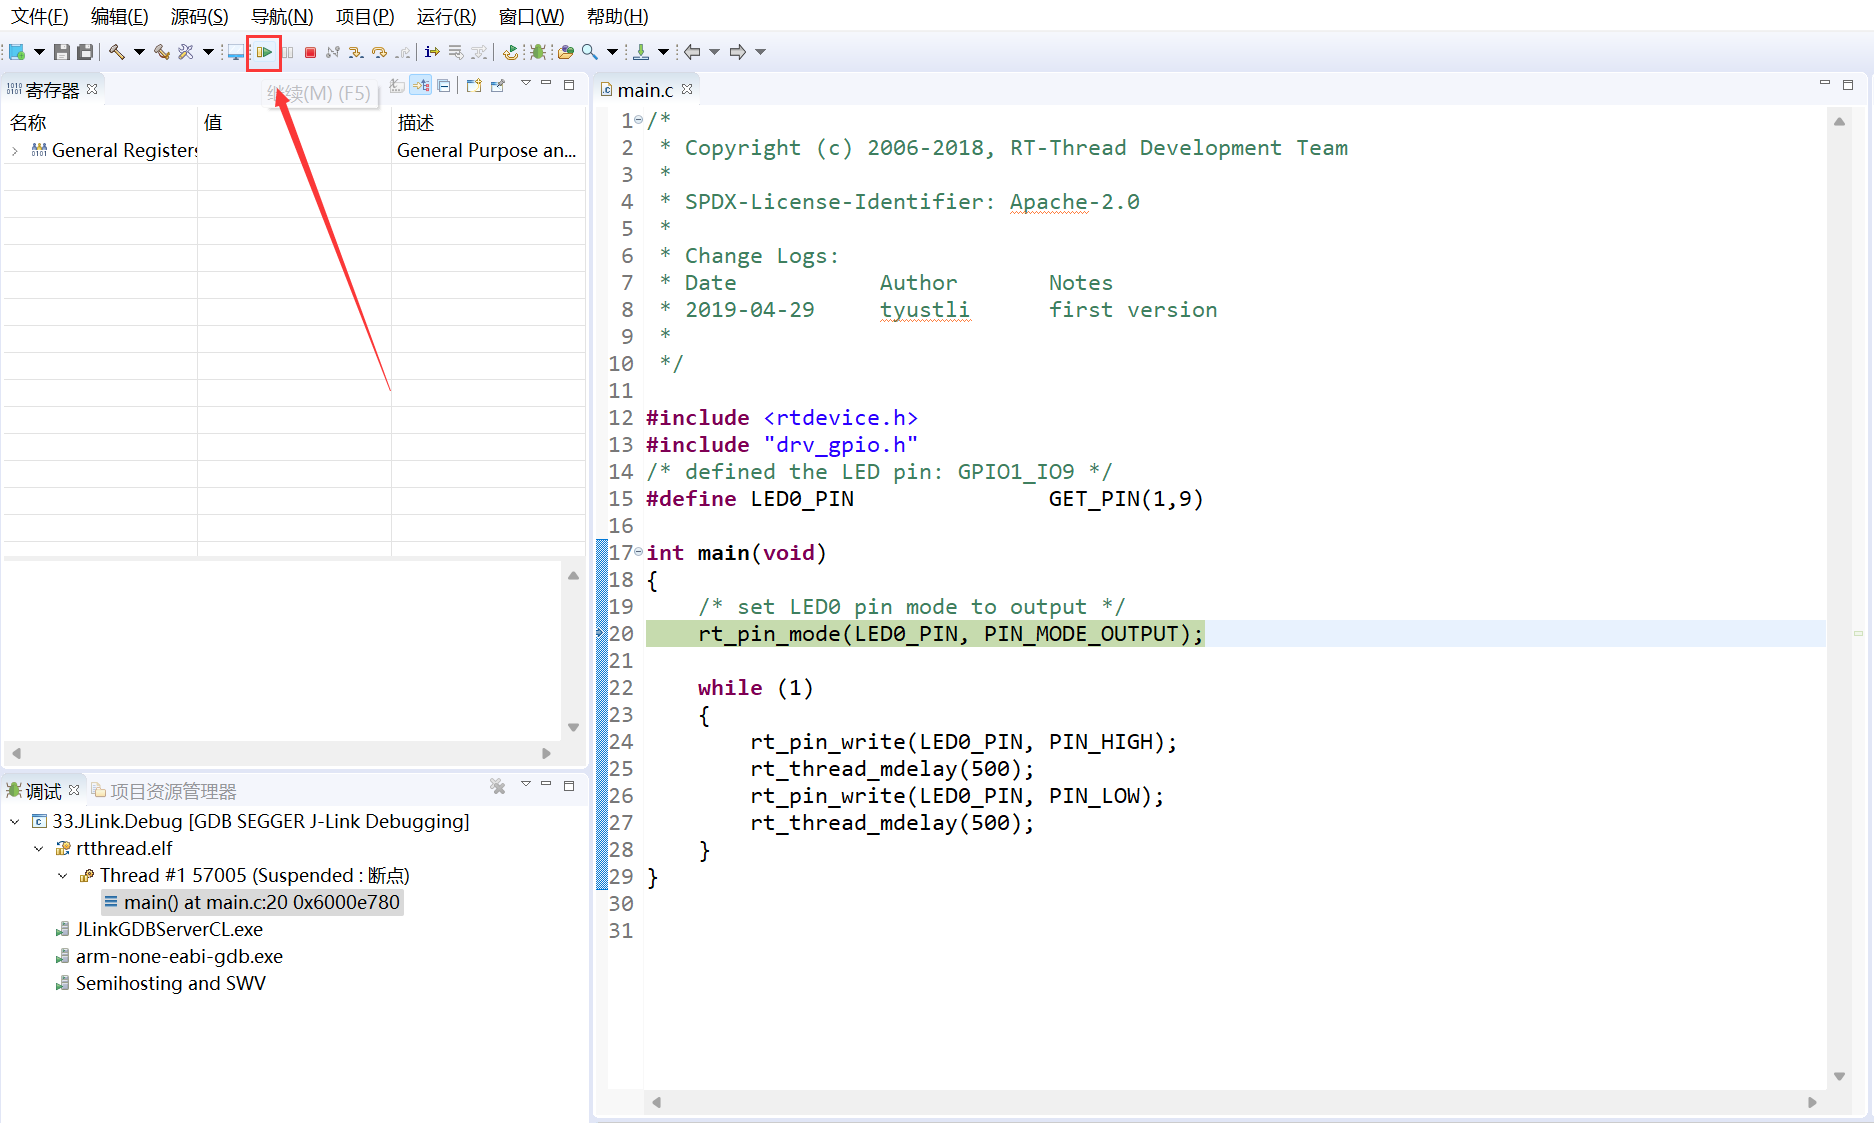 文件(F) 编辑(E) 源码(S) 导航(N) 项目(P) 运行(R) 窗口(W) 帮助(H)
寄存器
继续(M) (F5)
名称 值 描述
General Registers General Purpose an...
调试 项目资源管理器
33.JLink.Debug [GDB SEGGER J-Link Debugging]
rtthread.elf
Thread #1 57005 (Suspended : 断点)
main() at main.c:20 0x6000e780
JLinkGDBServerCL.exe
arm-none-eabi-gdb.exe
Semihosting and SWV
main.c
1 /*
2 * Copyright (c) 2006-2018, RT-Thread Development Team
3 *
4 * SPDX-License-Identifier: Apache-2.0
5 *
6 * Change Logs:
7 * Date Author Notes
8 * 2019-04-29 tyustli first version
9 *
10 */
11
12 #include <rtdevice.h>
13 #include "drv_gpio.h"
14 /* defined the LED pin: GPIO1_IO9 */
15 #define LED0_PIN GET_PIN(1,9)
16
17 int main(void)
18 {
19 /* set LED0 pin mode to output */
20 rt_pin_mode(LED0_PIN, PIN_MODE_OUTPUT);
21
22 while (1)
23 {
24 rt_pin_write(LED0_PIN, PIN_HIGH);
25 rt_thread_mdelay(500);
26 rt_pin_write(LED0_PIN, PIN_LOW);
27 rt_thread_mdelay(500);
28 }
29 }
30
31